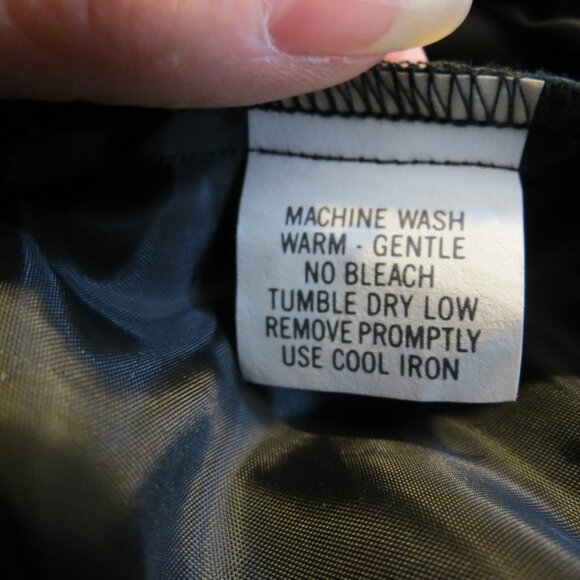 MACHINE WASH
WARM - GENTLE
NO BLEACH
TUMBLE DRY LOW
REMOVE PROMPTLY
USE COOL IRON